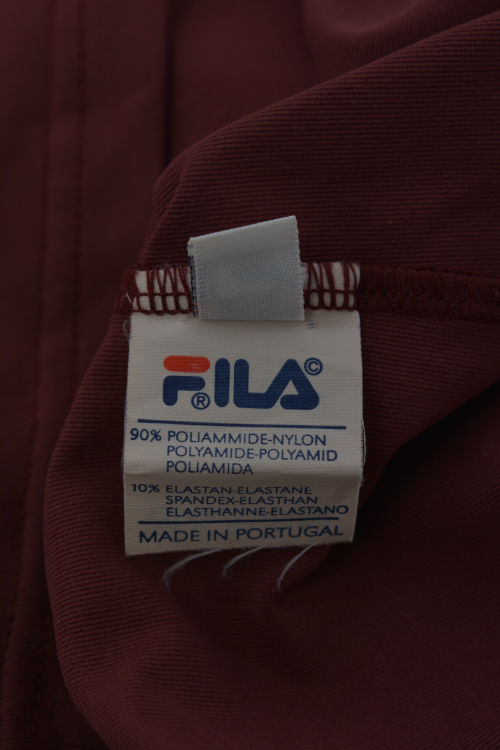 FILA®©
90% POLIAMMIDE-NYLON
POLYAMIDE-POLYAMID
POLIAMIDA
10% ELASTAN-ELASTANE
SPANDEX-ELASTHAN
ELASTHANNE-ELASTANO
MADE IN PORTUGAL